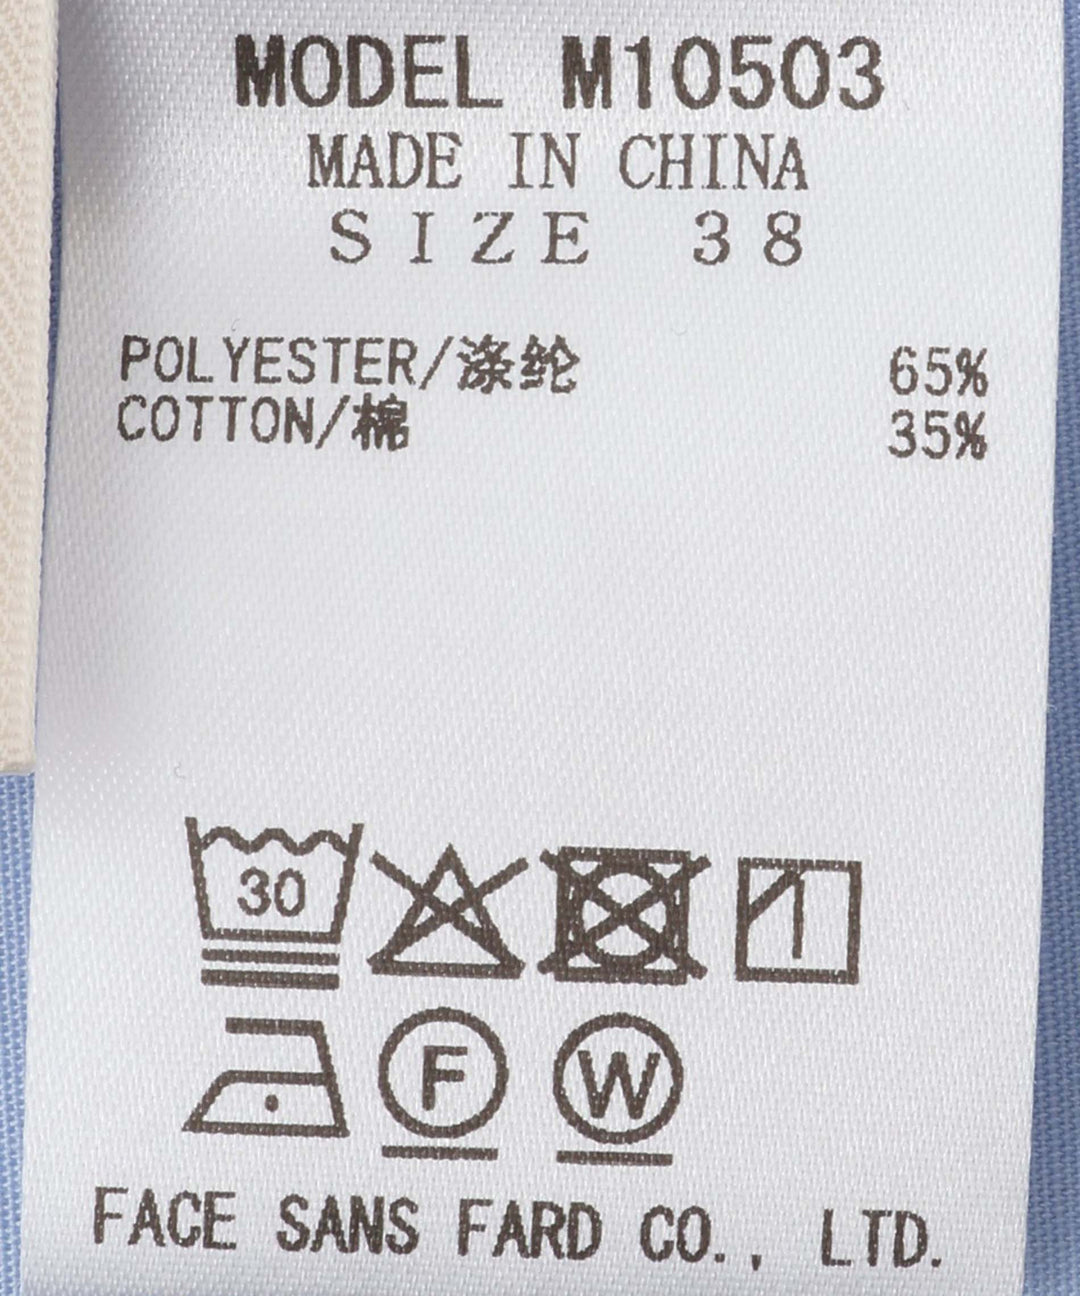 MODEL M10503
MADE IN CHINA
SIZE 38
POLYESTER/涤纶 65%
COTTON/棉 35%
30
F W
FACE SANS FARD CO., LTD.